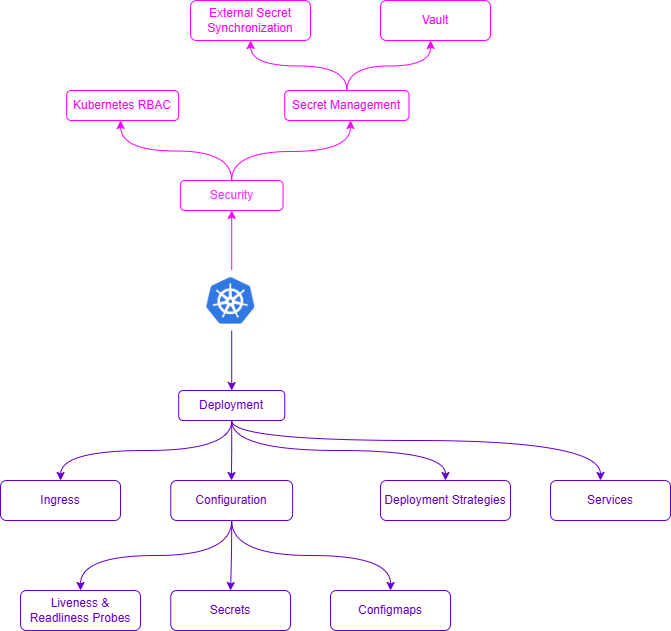 External Secret
Synchronization
Vault
Kubernetes RBAC
Secret Management
Security
Deployment
Ingress
Configuration
Deployment Strategies
Services
Liveness &
Readliness Probes
Secrets
Configmaps